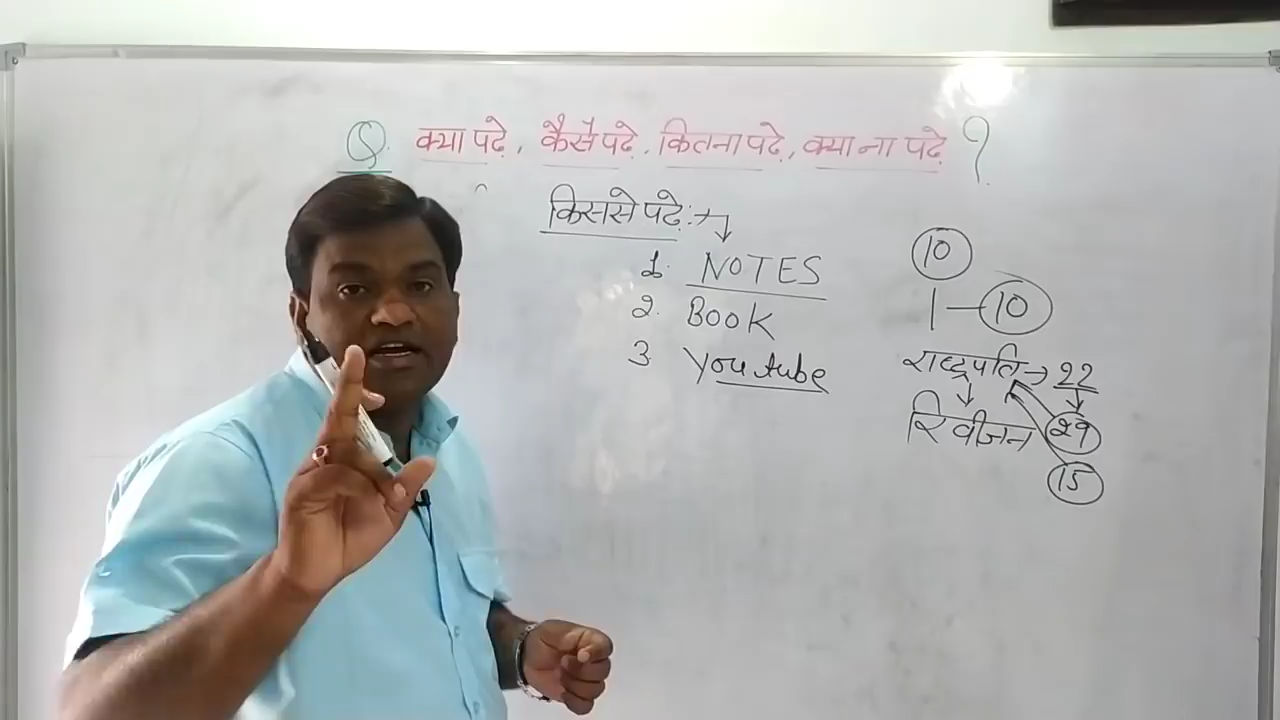 Q. क्या पढे, कैसे पढे, कितना पढे, क्या ना पढे ?
किससे पढे:→
1. NOTES
2. Book
3. Youtube
10
1 — 10
राष्ट्रपति → 22
रिवीजन 29
15